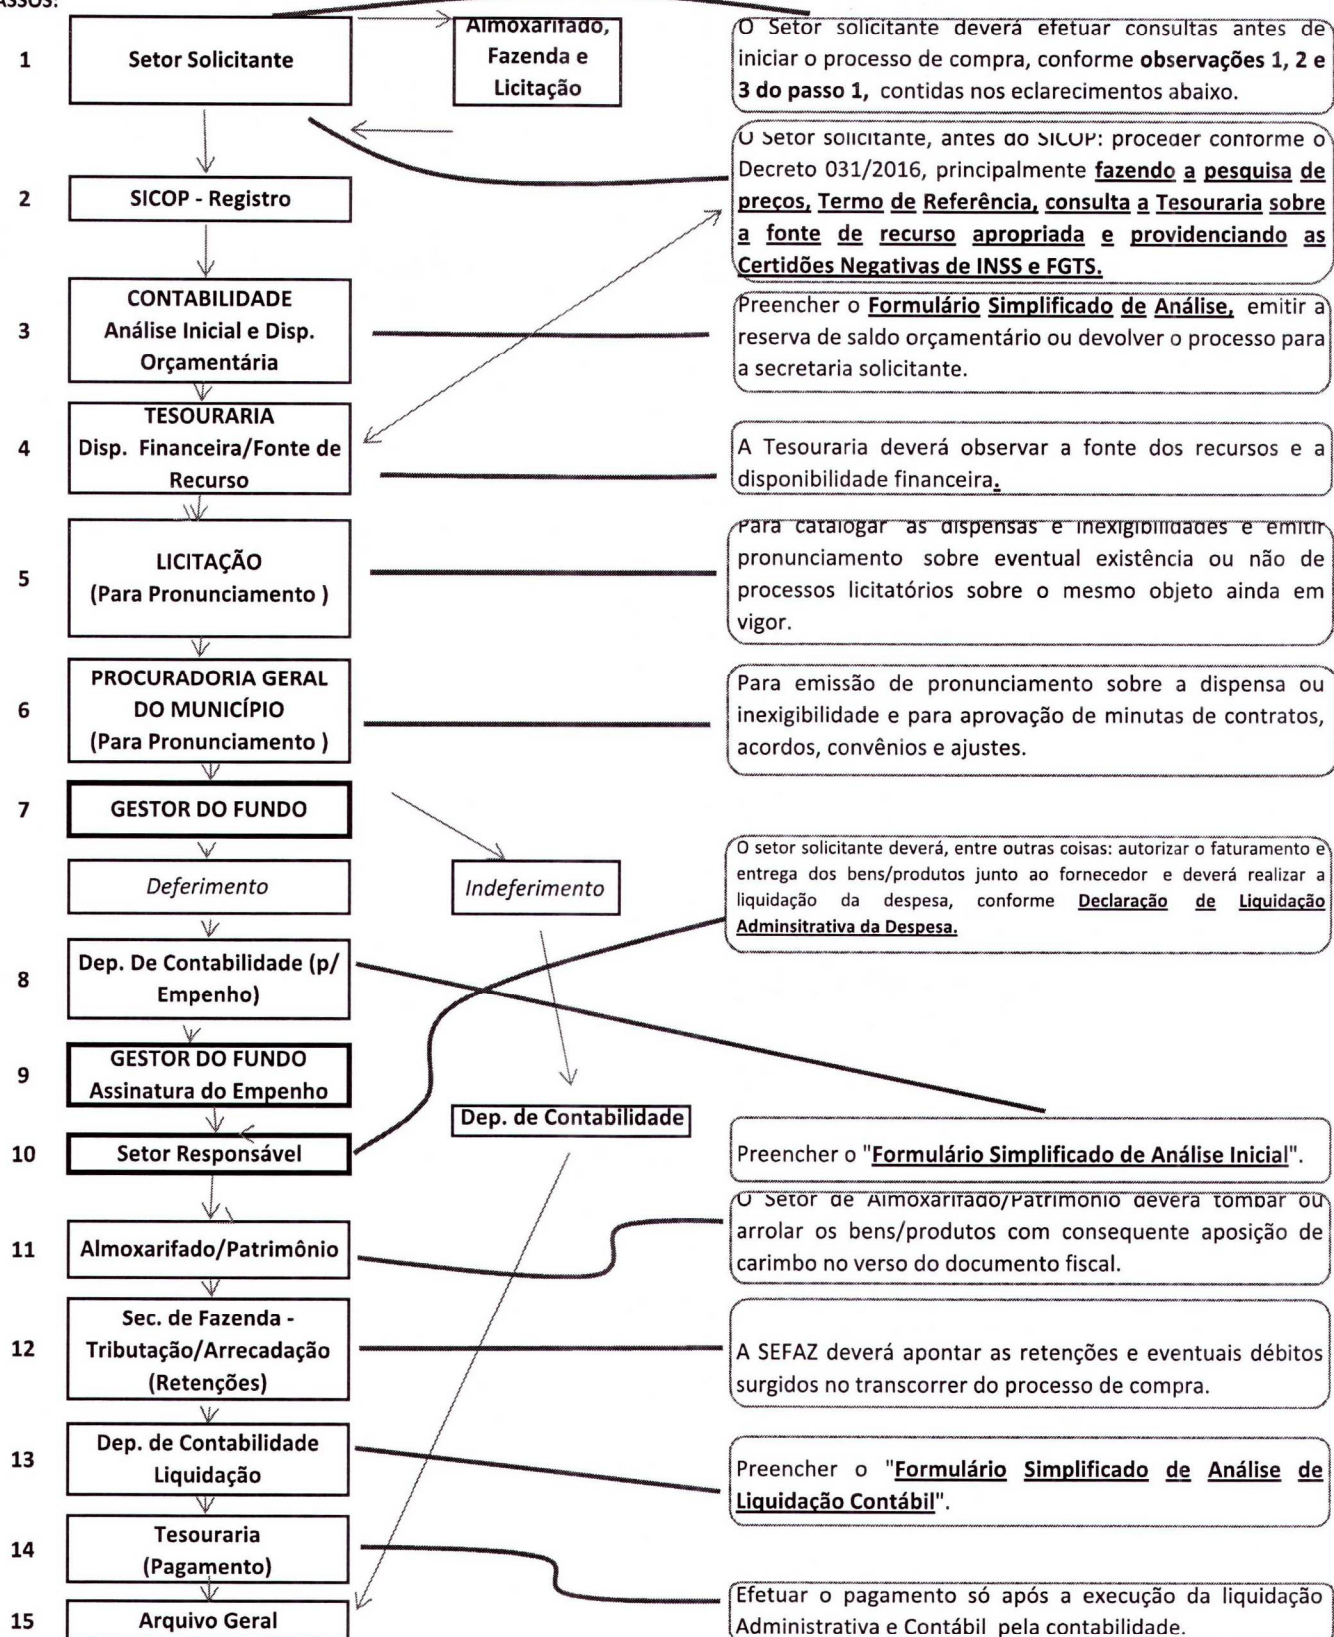 ASSOS:
1
Setor Solicitante
Almoxarifado,
Fazenda e
Licitação
O Setor solicitante deverá efetuar consultas antes de
iniciar o processo de compra, conforme observações 1, 2 e
3 do passo 1, contidas nos eclarecimentos abaixo.
2
SICOP - Registro
O Setor solicitante, antes do SICOP: proceder conforme o
Decreto 031/2016, principalmente fazendo a pesquisa de
preços, Termo de Referência, consulta a Tesouraria sobre
a fonte de recurso apropriada e providenciando as
Certidões Negativas de INSS e FGTS.
3
CONTABILIDADE
Análise Inicial e Disp.
Orçamentária
Preencher o Formulário Simplificado de Análise, emitir a
reserva de saldo orçamentário ou devolver o processo para
a secretaria solicitante.
4
TESOURARIA
Disp. Financeira/Fonte de
Recurso
A Tesouraria deverá observar a fonte dos recursos e a
disponibilidade financeira.
5
LICITAÇÃO
(Para Pronunciamento )
Para catalogar as dispensas e inexigibilidades e emitir
pronunciamento sobre eventual existência ou não de
processos licitatórios sobre o mesmo objeto ainda em
vigor.
6
PROCURADORIA GERAL
DO MUNICÍPIO
(Para Pronunciamento )
Para emissão de pronunciamento sobre a dispensa ou
inexigibilidade e para aprovação de minutas de contratos,
acordos, convênios e ajustes.
7
GESTOR DO FUNDO
Deferimento
Indeferimento
O setor solicitante deverá, entre outras coisas: autorizar o faturamento e
entrega dos bens/produtos junto ao fornecedor e deverá realizar a
liquidação da despesa, conforme Declaração de Liquidação
Adminsitrativa da Despesa.
8
Dep. De Contabilidade (p/
Empenho)
9
GESTOR DO FUNDO
Assinatura do Empenho
Dep. de Contabilidade
10
Setor Responsável
Preencher o "Formulário Simplificado de Análise Inicial".
11
Almoxarifado/Patrimônio
O Setor de Almoxarifado/Patrimônio deverá tombar ou
arrolar os bens/produtos com consequente aposição de
carimbo no verso do documento fiscal.
12
Sec. de Fazenda -
Tributação/Arrecadação
(Retenções)
A SEFAZ deverá apontar as retenções e eventuais débitos
surgidos no transcorrer do processo de compra.
13
Dep. de Contabilidade
Liquidação
Preencher o "Formulário Simplificado de Análise de
Liquidação Contábil".
14
Tesouraria
(Pagamento)
15
Arquivo Geral
Efetuar o pagamento só após a execução da liquidação
Administrativa e Contábil pela contabilidade.